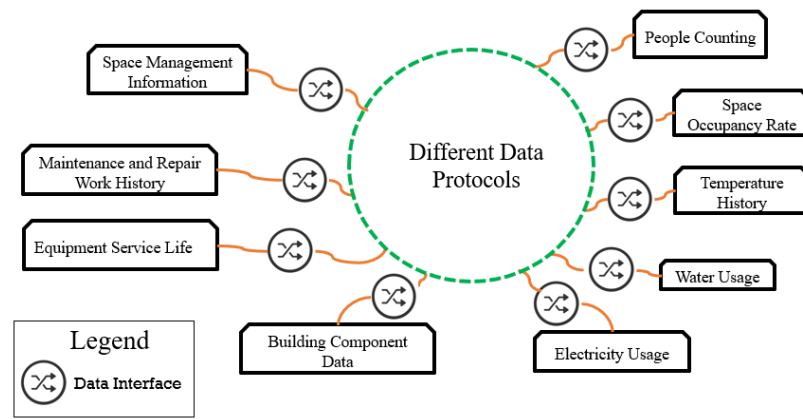 People Counting
Space Management
Information
Space
Occupancy Rate
Different Data
Protocols
Maintenance and Repair
Work History
Temperature
History
Equipment Service Life
Water Usage
Building Component
Data
Electricity Usage
Legend
Data Interface